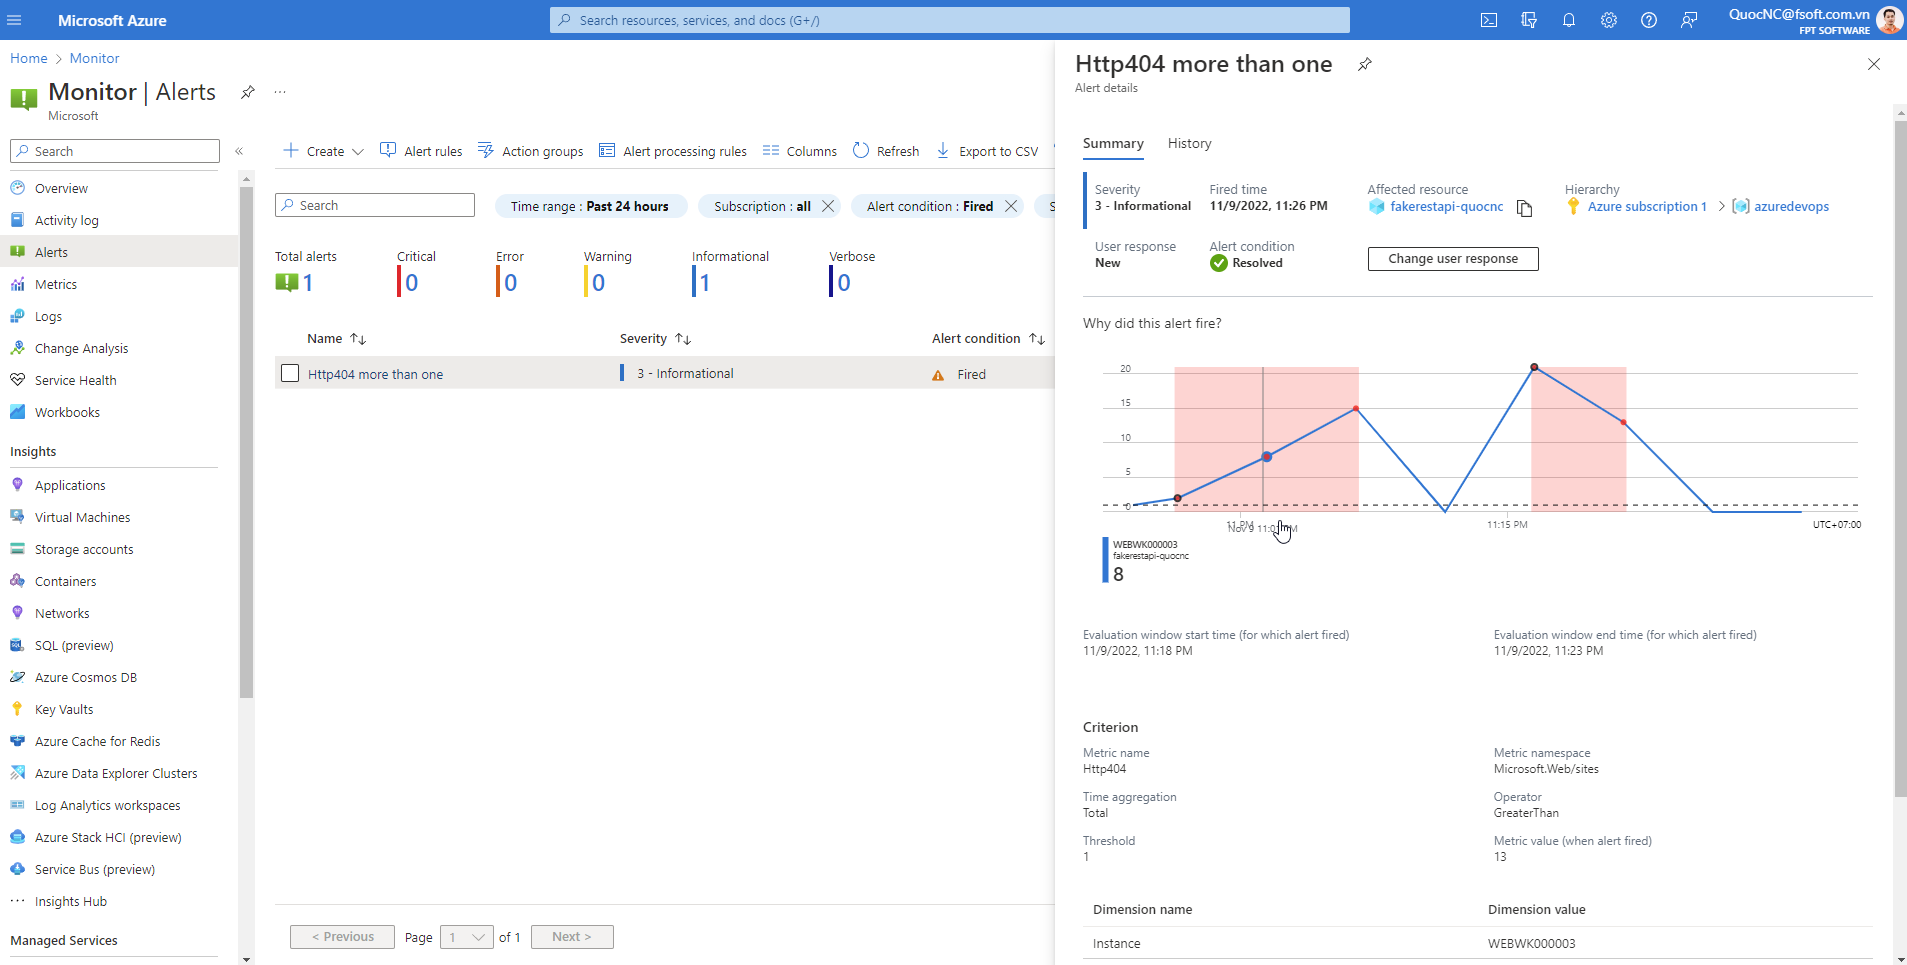 Microsoft Azure
Search resources, services, and docs (G+/)
QuocNC@fsoft.com.vn
FPT SOFTWARE
Home > Monitor
Monitor | Alerts
Microsoft
Search
Overview
Activity log
Alerts
Metrics
Logs
Change Analysis
Service Health
Workbooks
Insights
Applications
Virtual Machines
Storage accounts
Containers
Networks
SQL (preview)
Azure Cosmos DB
Key Vaults
Azure Cache for Redis
Azure Data Explorer Clusters
Log Analytics workspaces
Azure Stack HCI (preview)
Service Bus (preview)
Insights Hub
Managed Services
Create Alert rules Action groups Alert processing rules Columns Refresh Export to CSV
Search Time range : Past 24 hours Subscription : all Alert condition : Fired S
Total alerts Critical Error Warning Informational Verbose
1 0 0 0 1 0
Name Severity Alert condition
Http404 more than one 3 - Informational Fired
< Previous Page 1 of 1 Next >
Http404 more than one
Alert details
Summary History
Severity Fired time Affected resource Hierarchy
3 - Informational 11/9/2022, 11:26 PM fakerestapi-quocnc Azure subscription 1 > azuredevops
User response Alert condition
New Resolved Change user response
Why did this alert fire?
20
15
10
5
0
11 PM 11:15 PM UTC+07:00
Nov 9 11:0
WEBWK000003
fakerestapi-quocnc
8
Evaluation window start time (for which alert fired) Evaluation window end time (for which alert fired)
11/9/2022, 11:18 PM 11/9/2022, 11:23 PM
Criterion
Metric name Metric namespace
Http404 Microsoft.Web/sites
Time aggregation Operator
Total GreaterThan
Threshold Metric value (when alert fired)
1 13
Dimension name Dimension value
Instance WEBWK000003